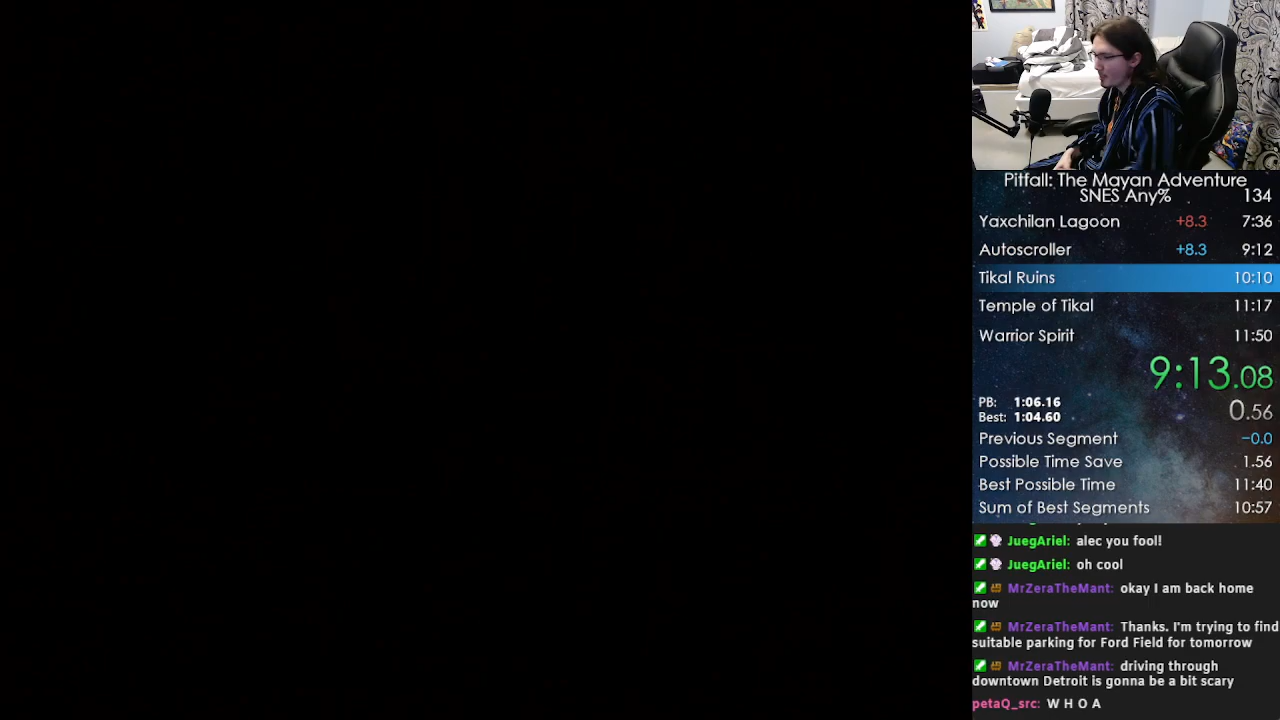 Pitfall: The Mayan Adventure
SNES Any% 134
Yaxchilan Lagoon +8.3 7:36
Autoscroller +8.3 9:12
Tikal Ruins 10:10
Temple of Tikal 11:17
Warrior Spirit 11:50
9:13.08
PB: 1:06.16
Best: 1:04.60
0.56
Previous Segment −0.0
Possible Time Save 1.56
Best Possible Time 11:40
Sum of Best Segments 10:57
JuegAriel: alec you fool!
JuegAriel: oh cool
MrZeraTheMant: okay I am back home
now
MrZeraTheMant: Thanks. I'm trying to find
suitable parking for Ford Field for tomorrow
MrZeraTheMant: driving through
downtown Detroit is gonna be a bit scary
petaQ_src: W H O A